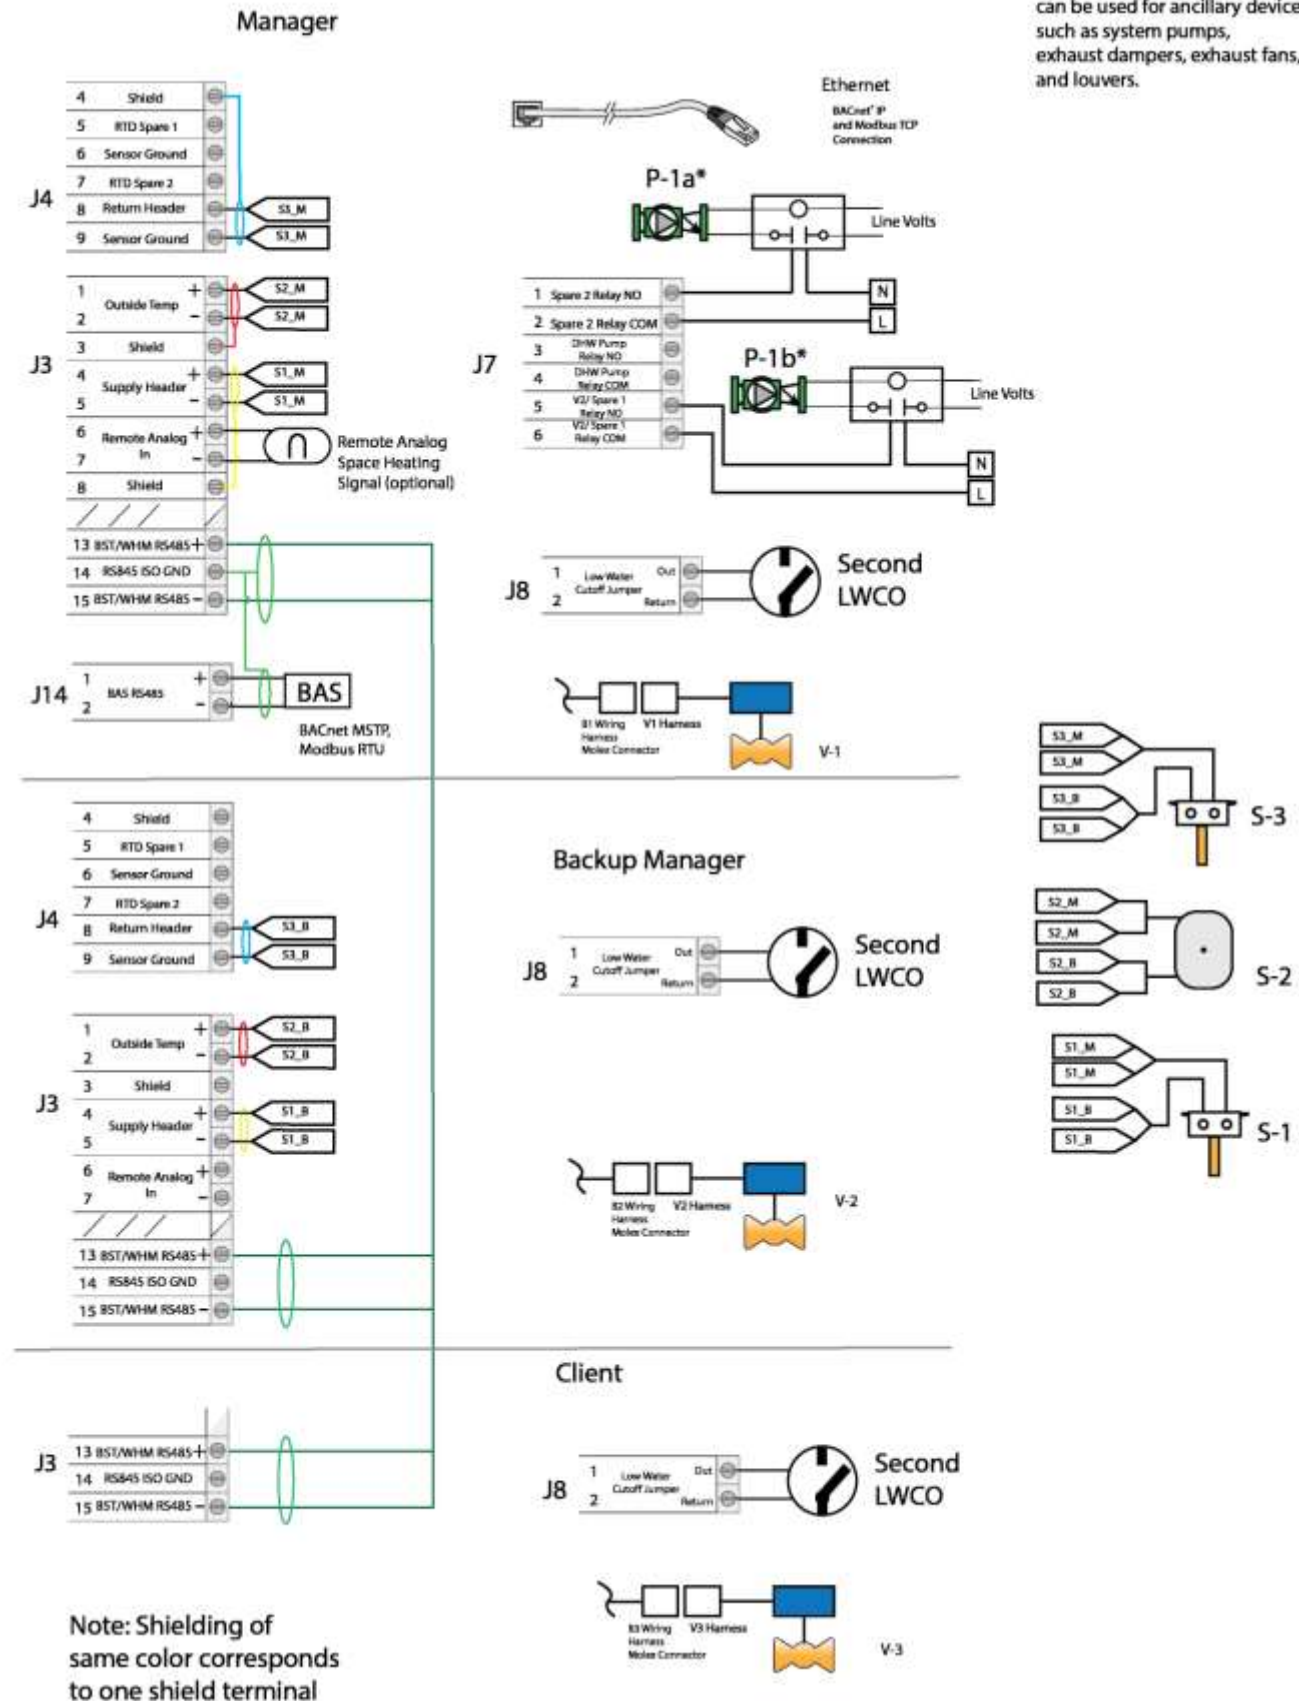 Manager
can be used for ancillary device
such as system pumps,
exhaust dampers, exhaust fans,
and louvers.
Ethernet
BACnet® IP
and Modbus TCP
Connection
J4
4 Shield
5 RTD Spare 1
6 Sensor Ground
7 RTD Spare 2
8 Return Header
9 Sensor Ground
S3_M
S3_M
J3
1 +
Outside Temp
2 -
3 Shield
4 +
Supply Header
5 -
6 Remote Analog +
In
7 -
8 Shield
S2_M
S2_M
S1_M
S1_M
Remote Analog
Space Heating
Signal (optional)
13 BST/WHM RS485 +
14 RS845 ISO GND
15 BST/WHM RS485 -
J14
1 +
BAS RS485
2 -
BAS
BACnet MSTP,
Modbus RTU
P-1a*
Line Volts
J7
1 Spare 2 Relay NO
2 Spare 2 Relay COM
3 DHW Pump
Relay NO
4 DHW Pump
Relay COM
5 V2/ Spare 1
Relay NO
6 V2/ Spare 1
Relay COM
N
L
P-1b*
Line Volts
N
L
J8
1 Out
Low Water
Cutoff Jumper
2 Return
Second
LWCO
B1 Wiring
Harness
Molex Connector
V1 Harness
V-1
Backup Manager
J4
4 Shield
5 RTD Spare 1
6 Sensor Ground
7 RTD Spare 2
8 Return Header
9 Sensor Ground
S3_B
S3_B
J3
1 +
Outside Temp
2 -
3 Shield
4 +
Supply Header
5 -
6 Remote Analog +
In
7 -
S2_B
S2_B
S1_B
S1_B
13 BST/WHM RS485 +
14 RS845 ISO GND
15 BST/WHM RS485 -
J8
1 Out
Low Water
Cutoff Jumper
2 Return
Second
LWCO
B2 Wiring
Harness
Molex Connector
V2 Harness
V-2
S3_M
S3_M
S3_B
S3_B
S-3
S2_M
S2_M
S2_B
S2_B
S-2
S1_M
S1_M
S1_B
S1_B
S-1
Client
J3
13 BST/WHM RS485 +
14 RS845 ISO GND
15 BST/WHM RS485 -
J8
1 Out
Low Water
Cutoff Jumper
2 Return
Second
LWCO
B3 Wiring
Harness
Molex Connector
V3 Harness
V-3
Note: Shielding of
same color corresponds
to one shield terminal